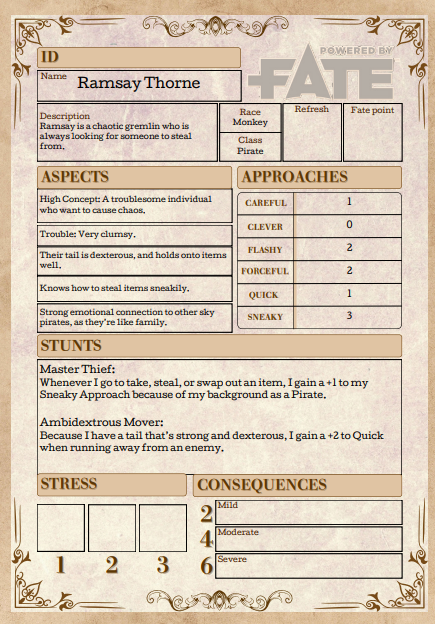 POWERED BY
FATE
ID
Name
Ramsay Thorne
Description
Ramsay is a chaotic gremlin who is
always looking for someone to steal
from.
Race
Monkey
Class
Pirate
Refresh
Fate point
ASPECTS
High Concept: A troublesome individual
who want to cause chaos.
Trouble: Very clumsy.
Their tail is dexterous, and holds onto items
well.
Knows how to steal items sneakily.
Strong emotional connection to other sky
pirates, as they're like family.
APPROACHES
CAREFUL 1
CLEVER 0
FLASHY 2
FORCEFUL 2
QUICK 1
SNEAKY 3
STUNTS
Master Thief:
Whenever I go to take, steal, or swap out an item, I gain a +1 to my
Sneaky Approach because of my background as a Pirate.
Ambidextrous Mover:
Because I have a tail that's strong and dexterous, I gain a +2 to Quick
when running away from an enemy.
STRESS
1 2 3
CONSEQUENCES
2 Mild
4 Moderate
6 Severe